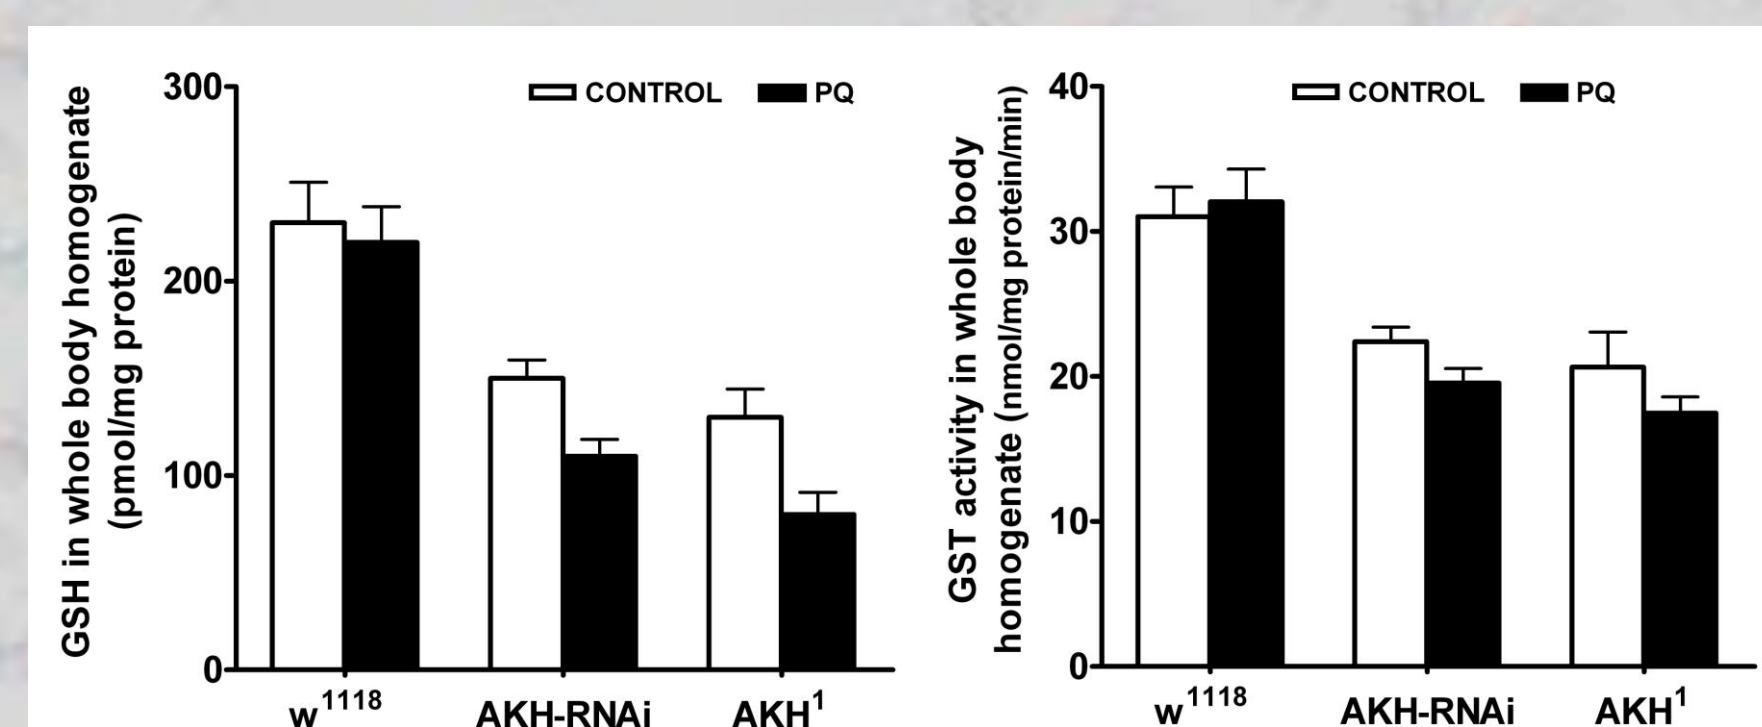 GSH in whole body homogenate
(pmol/mg protein)
300
200
100
0
CONTROL PQ
w1118 AKH-RNAi AKH1
GST activity in whole body
homogenate (nmol/mg protein/min)
40
30
20
10
0
CONTROL PQ
w1118 AKH-RNAi AKH1